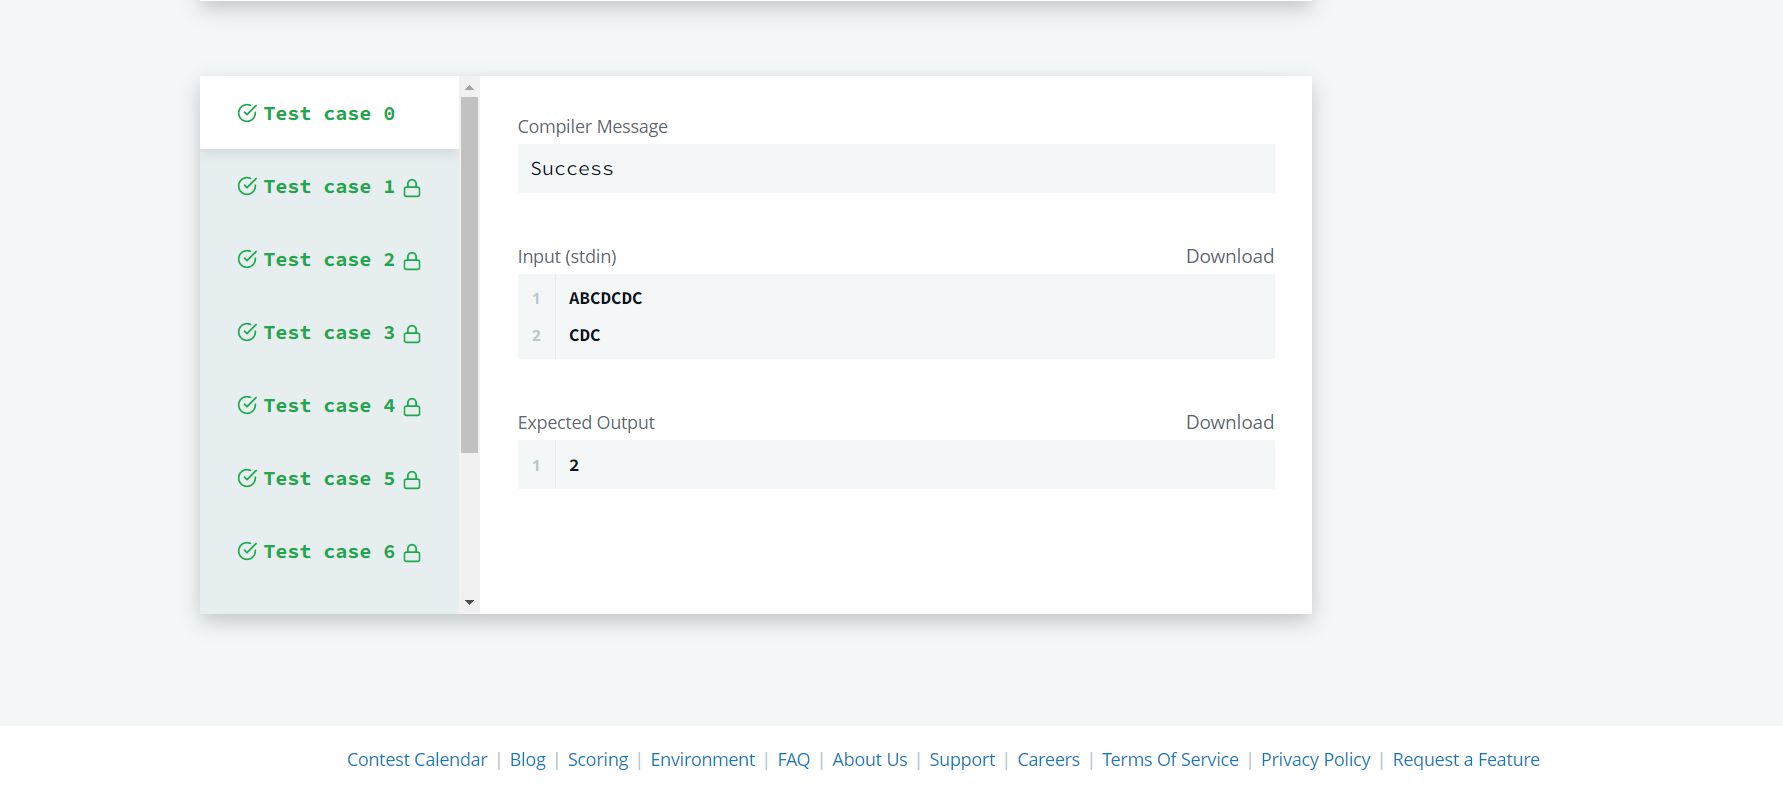 Test case 0
Test case 1
Test case 2
Test case 3
Test case 4
Test case 5
Test case 6
Compiler Message
Success
Input (stdin) Download
1 ABCDCDC
2 CDC
Expected Output Download
1 2
Contest Calendar | Blog | Scoring | Environment | FAQ | About Us | Support | Careers | Terms Of Service | Privacy Policy | Request a Feature